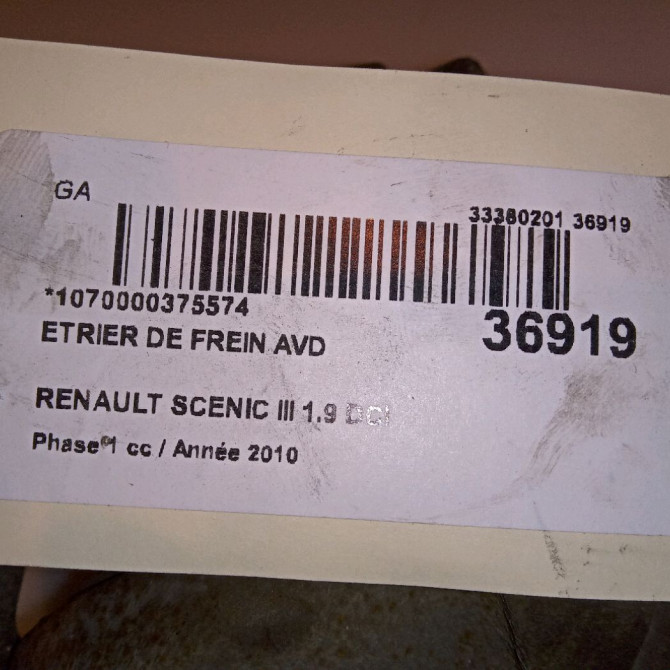 GA
33380201 36919
*1070000375574
36919
ETRIER DE FREIN AVD
RENAULT SCENIC III 1.9 DCI
Phase 1 cc / Année 2010